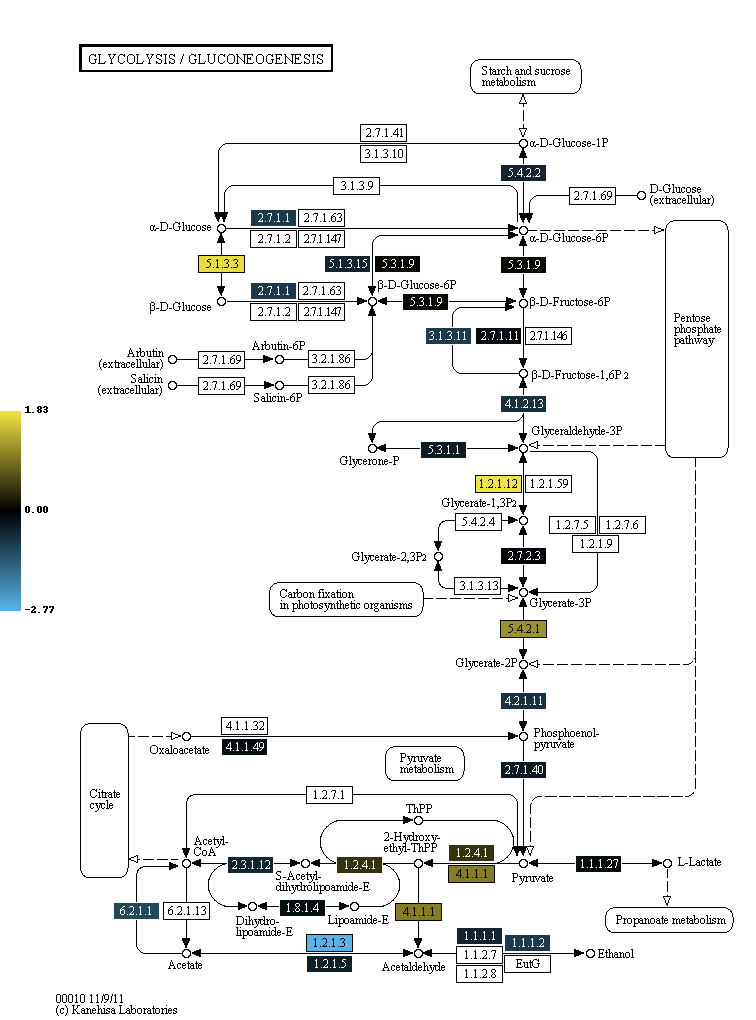 GLYCOLYSIS / GLUCONEOGENESIS
Starch and sucrose
metabolism
2.7.1.41
α-D-Glucose-1P
3.1.3.10
5.4.2.2
3.1.3.9
2.7.1.69
D-Glucose
(extracellular)
2.7.1.1
2.7.1.63
α-D-Glucose
α-D-Glucose-6P
2.7.1.2
2.7.1.147
5.1.3.3
5.1.3.15
5.3.1.9
5.3.1.9
β-D-Glucose-6P
2.7.1.1
2.7.1.63
5.3.1.9
β-D-Fructose-6P
β-D-Glucose
2.7.1.2
2.7.1.147
Pentose
phosphate
pathway
3.1.3.11
2.7.1.11
2.7.1.146
Arbutin-6P
Arbutin
(extracellular)
2.7.1.69
3.2.1.86
Salicin
(extracellular)
2.7.1.69
3.2.1.86
β-D-Fructose-1,6P2
Salicin-6P
4.1.2.13
1.83
Glyceraldehyde-3P
5.3.1.1
Glycerone-P
1.2.1.12
1.2.1.59
Glycerate-1,3P2
0.00
5.4.2.4
1.2.7.5
1.2.7.6
1.2.1.9
Glycerate-2,3P2
2.7.2.3
3.1.3.13
Carbon fixation
in photosynthetic organisms
Glycerate-3P
-2.77
5.4.2.1
Glycerate-2P
4.2.1.11
4.1.1.32
Oxaloacetate
4.1.1.49
Phosphoenol-
pyruvate
Pyruvate
metabolism
2.7.1.40
Citrate
cycle
1.2.7.1
ThPP
Acetyl-
CoA
2-Hydroxy-
ethyl-ThPP
1.2.4.1
2.3.1.12
1.2.4.1
4.1.1.1
Pyruvate
1.1.1.27
L-Lactate
S-Acetyl-
dihydrolipoamide-E
6.2.1.1
6.2.1.13
1.8.1.4
4.1.1.1
Dihydro-
lipoamide-E
Lipoamide-E
Propanoate metabolism
1.2.1.3
1.1.1.1
1.1.1.2
Acetate
1.2.1.5
Acetaldehyde
1.1.2.7
EutG
Ethanol
1.1.2.8
00010 11/9/11
(c) Kanehisa Laboratories